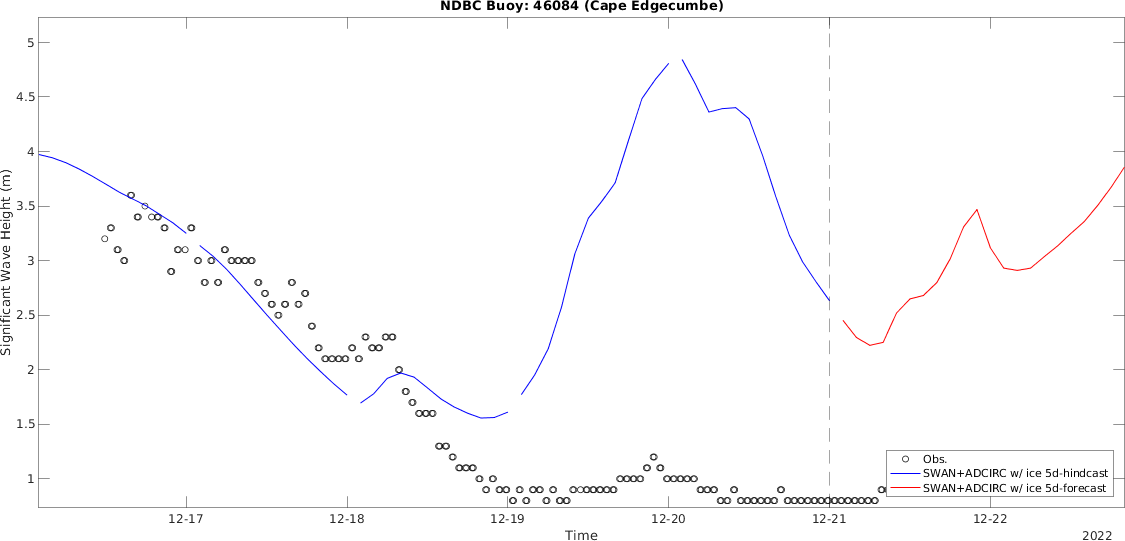 NDBC Buoy: 46084 (Cape Edgecumbe)
Significant Wave Height (m)
5
4.5
4
3.5
3
2.5
2
1.5
1
Obs.
SWAN+ADCIRC w/ ice 5d-hindcast
SWAN+ADCIRC w/ ice 5d-forecast
12-17
12-18
12-19
12-20
12-21
12-22
Time
2022